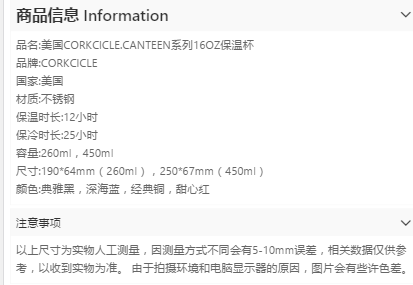 商品信息 Information
品名:美国CORKCICLE.CANTEEN系列16OZ保温杯
品牌:CORKCICLE
国家:美国
材质:不锈钢
保温时长:12小时
保冷时长:25小时
容量:260ml，450ml
尺寸:190*64mm（260ml），250*67mm（450ml）
颜色:典雅黑，深海蓝，经典铜，甜心红
注意事项
以上尺寸为实物人工测量，因测量方式不同会有5-10mm误差，相关数据仅供参
考，以收到实物为准。 由于拍摄环境和电脑显示器的原因，图片会有些许色差。